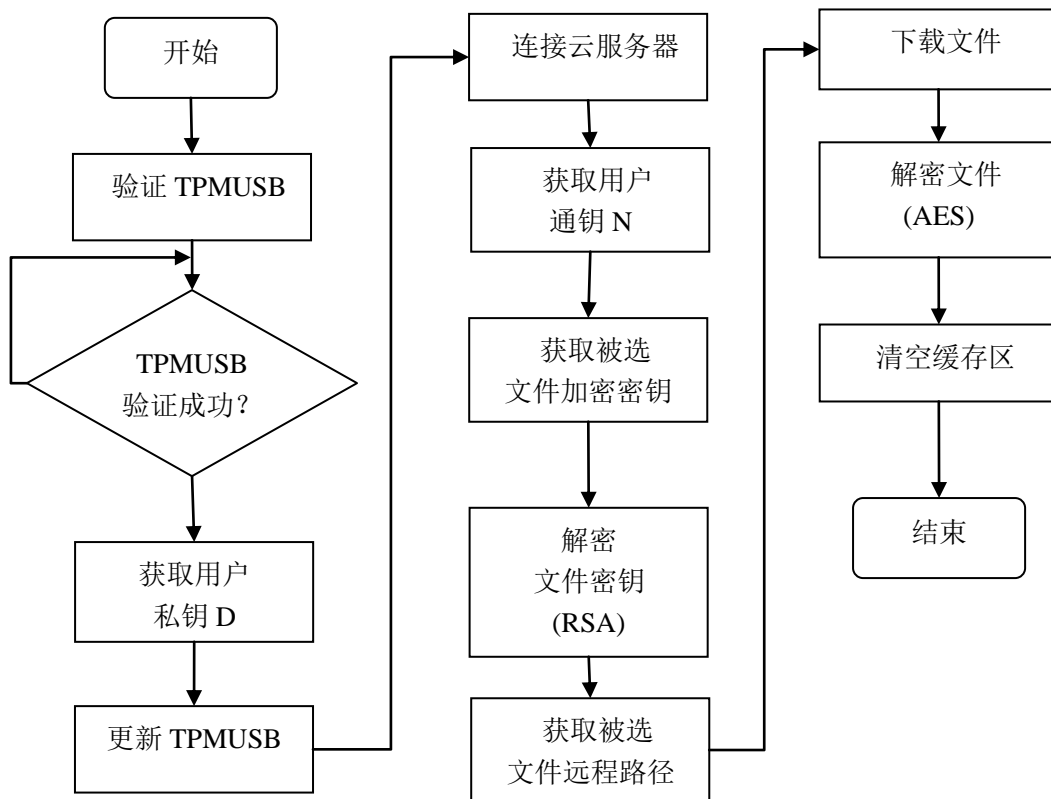 开始
验证 TPMUSB
TPMUSB
验证成功？
获取用户
私钥 D
更新 TPMUSB
连接云服务器
获取用户
通钥 N
获取被选
文件加密密钥
解密
文件密钥
(RSA)
获取被选
文件远程路径
下载文件
解密文件
(AES)
清空缓存区
结束